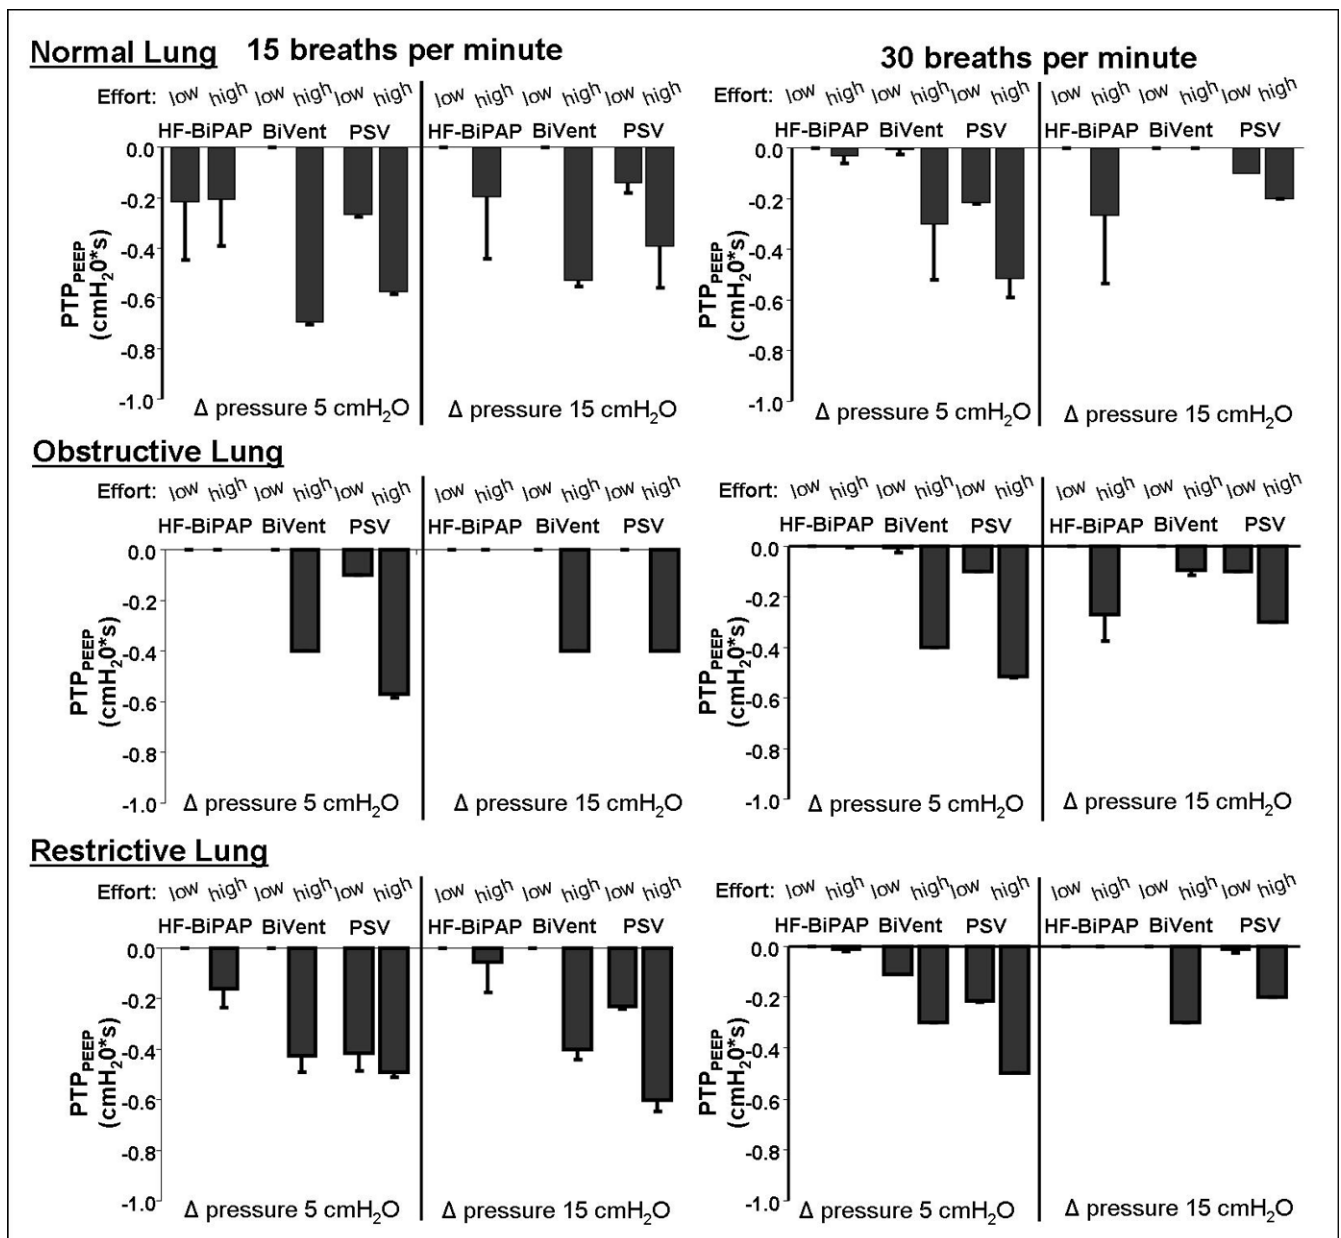 Normal Lung 15 breaths per minute 30 breaths per minute
Effort: low high low high low high low high low high low high Effort: low high low high low high low high low high low high
HF-BiPAP BiVent PSV HF-BiPAP BiVent PSV HF-BiPAP BiVent PSV HF-BiPAP BiVent PSV
0.0 0.0
-0.2 -0.2
-0.4 -0.4
-0.6 -0.6
-0.8 -0.8
-1.0 -1.0
PTP_PEEP PTP_PEEP
(cmH₂0*s) (cmH₂0*s)
Δ pressure 5 cmH₂O Δ pressure 15 cmH₂O Δ pressure 5 cmH₂O Δ pressure 15 cmH₂O
Obstructive Lung
Effort: low high low high low high low high low high low high Effort: low high low high low high low high low high low high
HF-BiPAP BiVent PSV HF-BiPAP BiVent PSV HF-BiPAP BiVent PSV HF-BiPAP BiVent PSV
0.0 0.0
-0.2 -0.2
-0.4 -0.4
-0.6 -0.6
-0.8 -0.8
-1.0 -1.0
PTP_PEEP PTP_PEEP
(cmH₂0*s) (cmH₂0*s)
Δ pressure 5 cmH₂O Δ pressure 15 cmH₂O Δ pressure 5 cmH₂O Δ pressure 15 cmH₂O
Restrictive Lung
Effort: low high low high low high low high low high low high Effort: low high low high low high low high low high low high
HF-BiPAP BiVent PSV HF-BiPAP BiVent PSV HF-BiPAP BiVent PSV HF-BiPAP BiVent PSV
0.0 0.0
-0.2 -0.2
-0.4 -0.4
-0.6 -0.6
-0.8 -0.8
-1.0 -1.0
PTP_PEEP PTP_PEEP
(cmH₂0*s) (cmH₂0*s)
Δ pressure 5 cmH₂O Δ pressure 15 cmH₂O Δ pressure 5 cmH₂O Δ pressure 15 cmH₂O